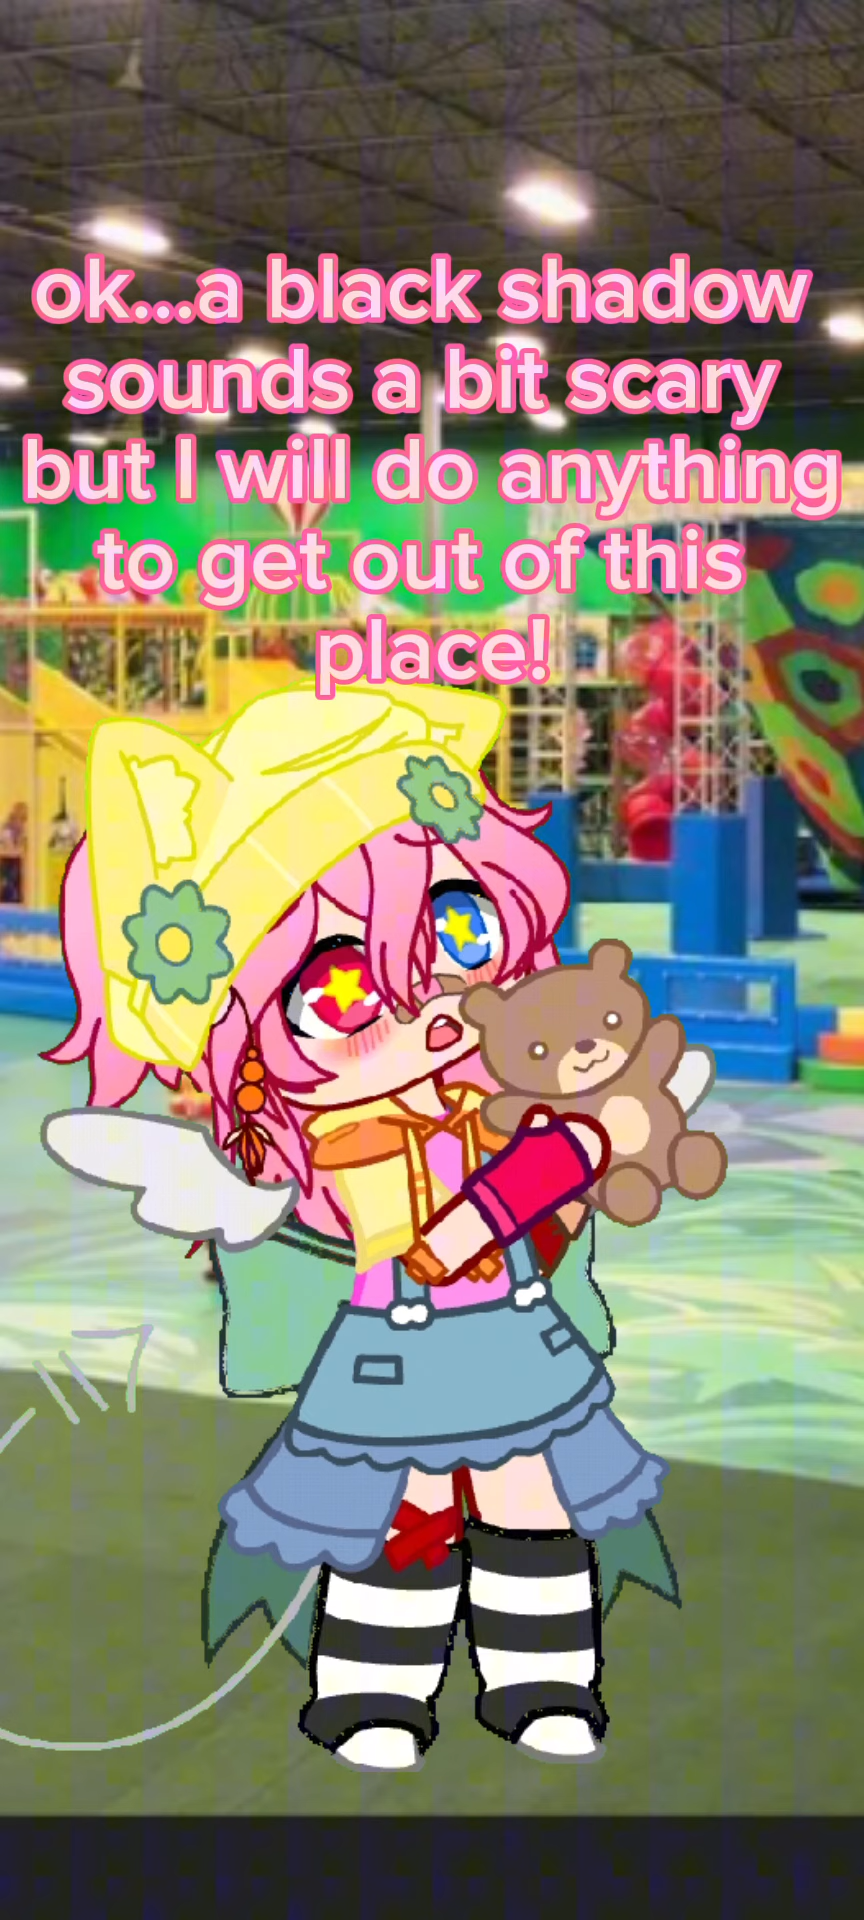 ok...a black shadow
sounds a bit scary
but I will do anything
to get out of this
place!